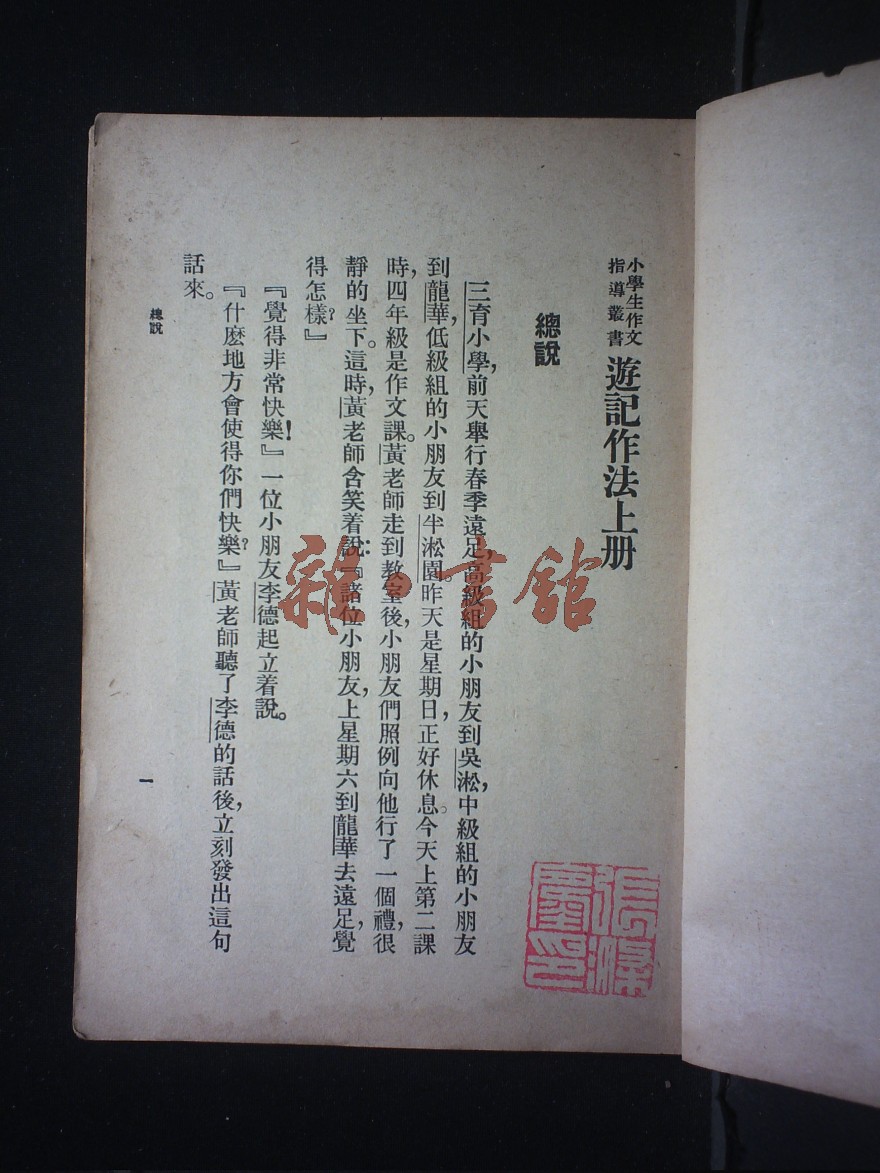 小學生作文
指導叢書
遊記作法上册
總說
三育小學，前天舉行春季遠足，高級組的小朋友到吳淞，中級組的小朋友
到龍華，低級組的小朋友到半淞園。昨天是星期日，正好休息。今天上第二課
時，四年級是作文課。黃老師走到教室後，小朋友們照例向他行了一個禮，很
靜的坐下。這時，黃老師含笑着說：『諸位小朋友，上星期六到龍華去遠足，覺
得怎樣？』
『覺得非常快樂！』一位小朋友李德起立着說。
『什麼地方會使得你們快樂？』黃老師聽了李德的話後，立刻發出這句
話來。
總說
一
雜·書館